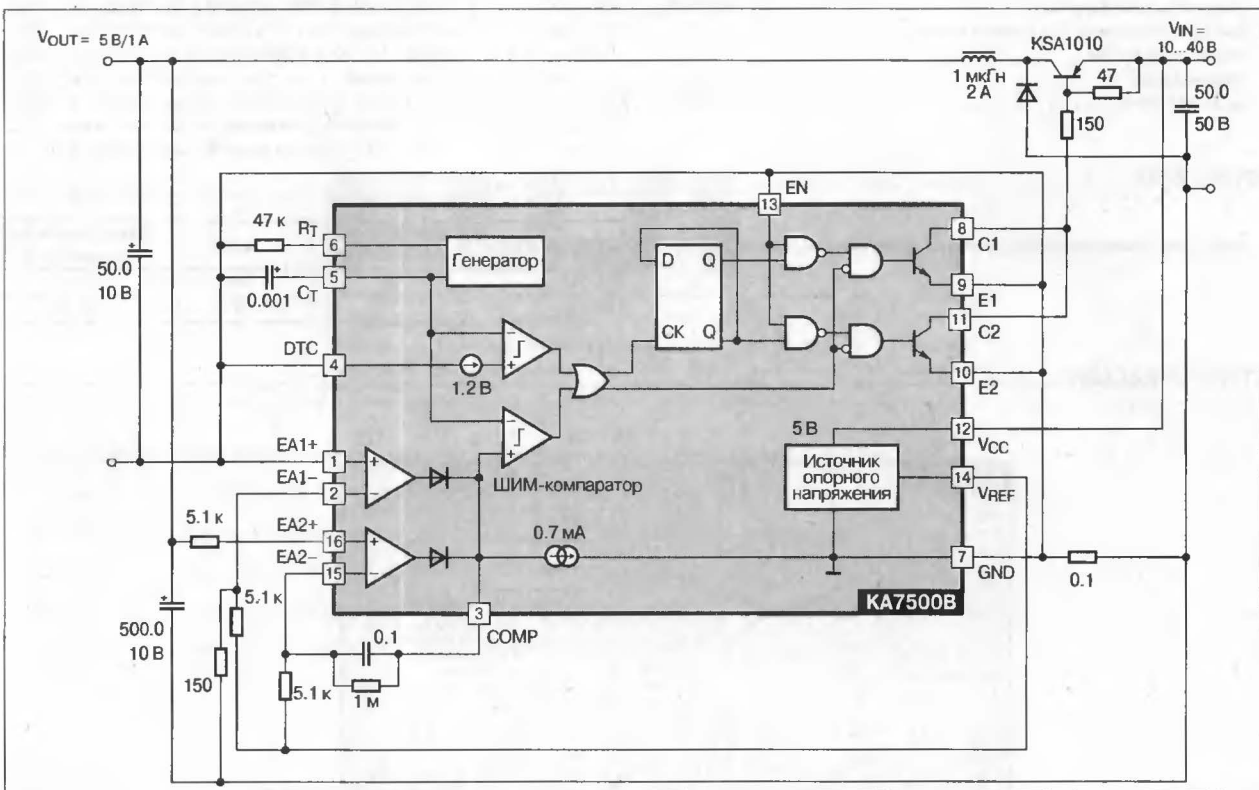 VOUT = 5 В/1 А
KSA1010
VIN =
10...40 В
1 мкГн
2 А
47
150
50.0
50 В
EN
13
47 к
RT
6
5
CT
0.001
Генератор
D
Q
CK
Q
8
C1
9
E1
11
C2
10
E2
50.0
10 В
DTC
4
1.2 В
5 В
12
VCC
14
VREF
Источник
опорного
напряжения
EA1+
1
EA1−
2
ШИМ-компаратор
5.1 к
EA2+
16
EA2−
15
0.7 мА
7
GND
0.1
KA7500B
500.0
10 В
5.1 к
3
COMP
0.1
150
5.1 к
1 м